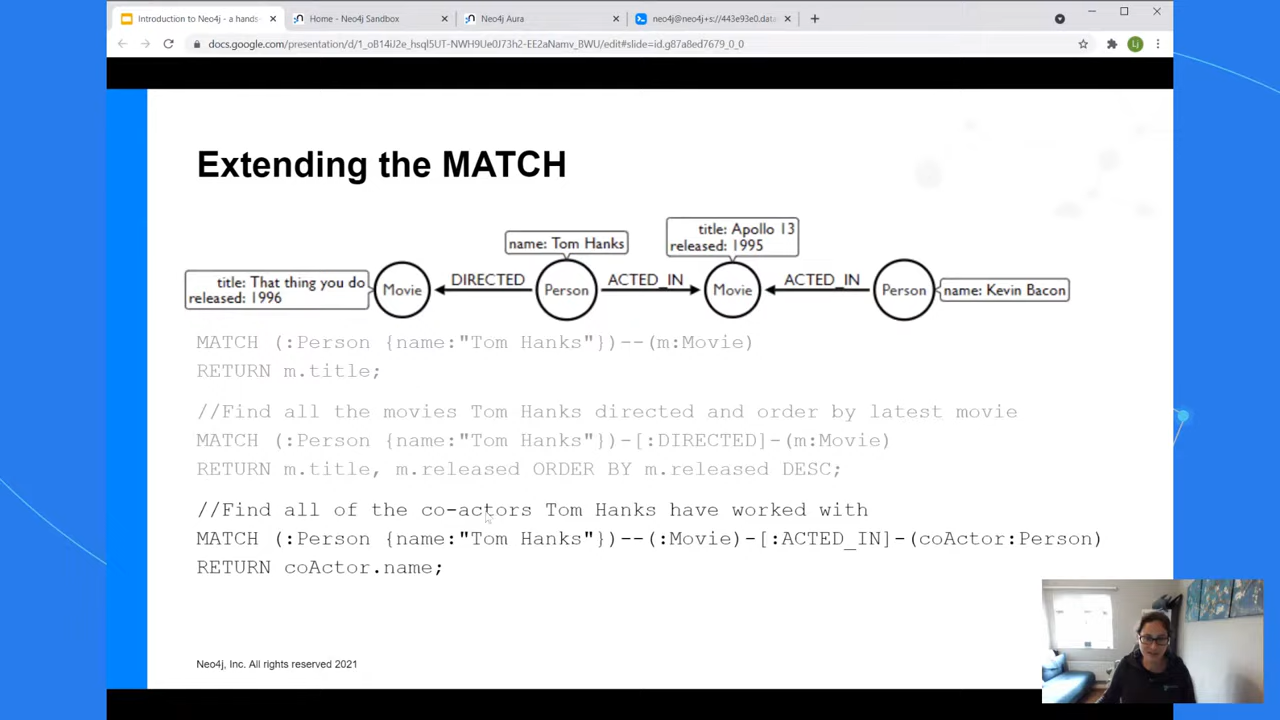 Introduction to Neo4j - a hands-
Home - Neo4j Sandbox
Neo4j Aura
neo4j@neo4j+s://443e93e0.data
docs.google.com/presentation/d/1_oB14U2e_hsqI5UT-NWH9Ue0J73h2-EE2aNamv_BWU/edit#slide=id.g87a8ed7679_0_0
Lj
Extending the MATCH
title: That thing you do
released: 1996
Movie
DIRECTED
name: Tom Hanks
Person
ACTED_IN
title: Apollo 13
released: 1995
Movie
ACTED_IN
Person
name: Kevin Bacon
MATCH (:Person {name:"Tom Hanks"})--(m:Movie)
RETURN m.title;
//Find all the movies Tom Hanks directed and order by latest movie
MATCH (:Person {name:"Tom Hanks"})-[:DIRECTED]-(m:Movie)
RETURN m.title, m.released ORDER BY m.released DESC;
//Find all of the co-actors Tom Hanks have worked with
MATCH (:Person {name:"Tom Hanks"})--(:Movie)-[:ACTED_IN]-(coActor:Person)
RETURN coActor.name;
Neo4j, Inc. All rights reserved 2021